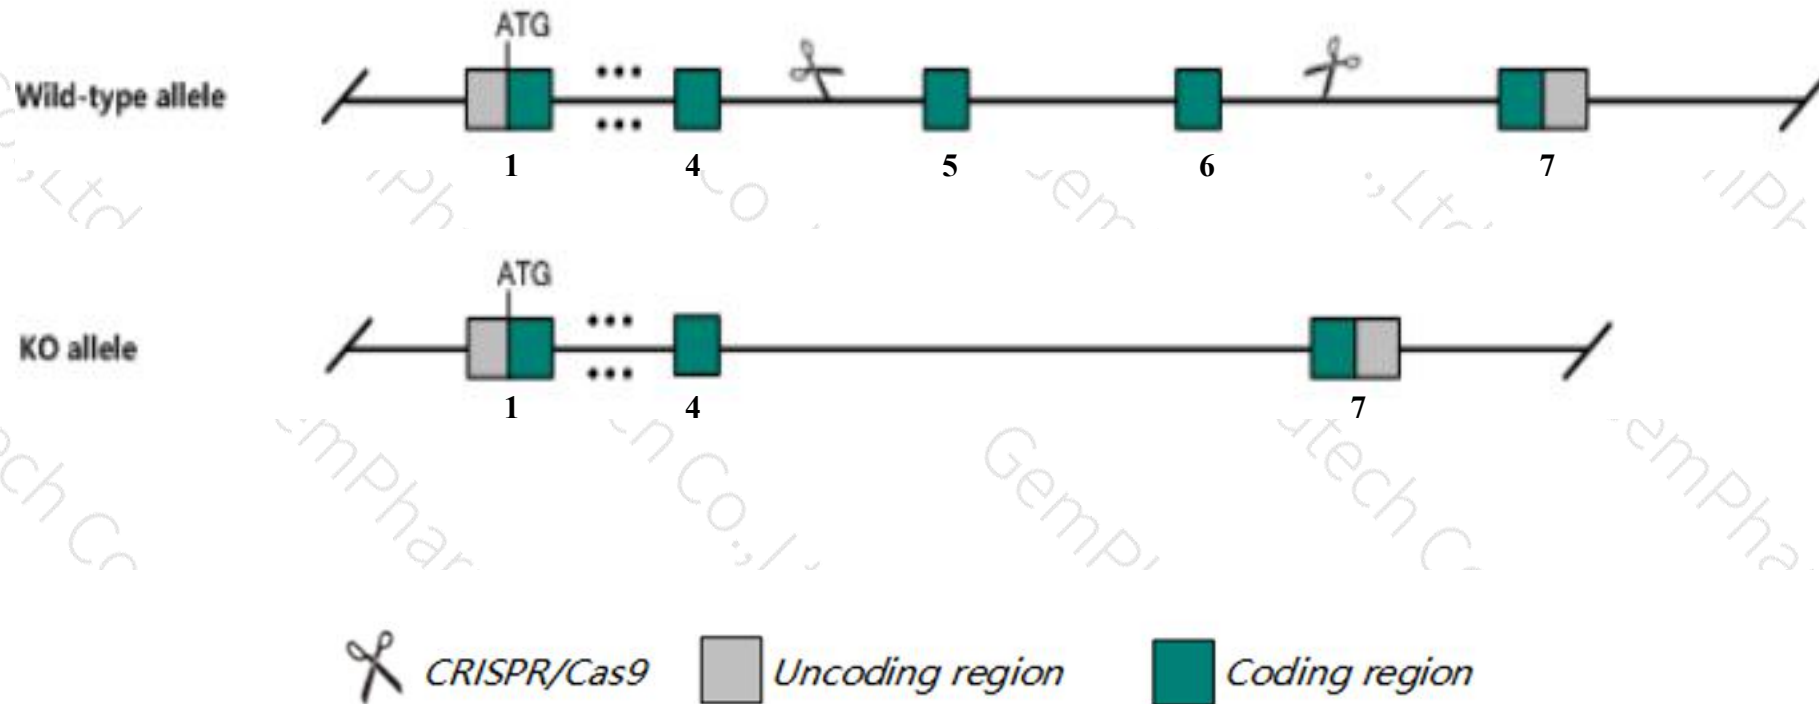 ATG
Wild-type allele
1 4 5 6 7
ATG
KO allele
1 4 7
CRISPR/Cas9 Uncoding region Coding region